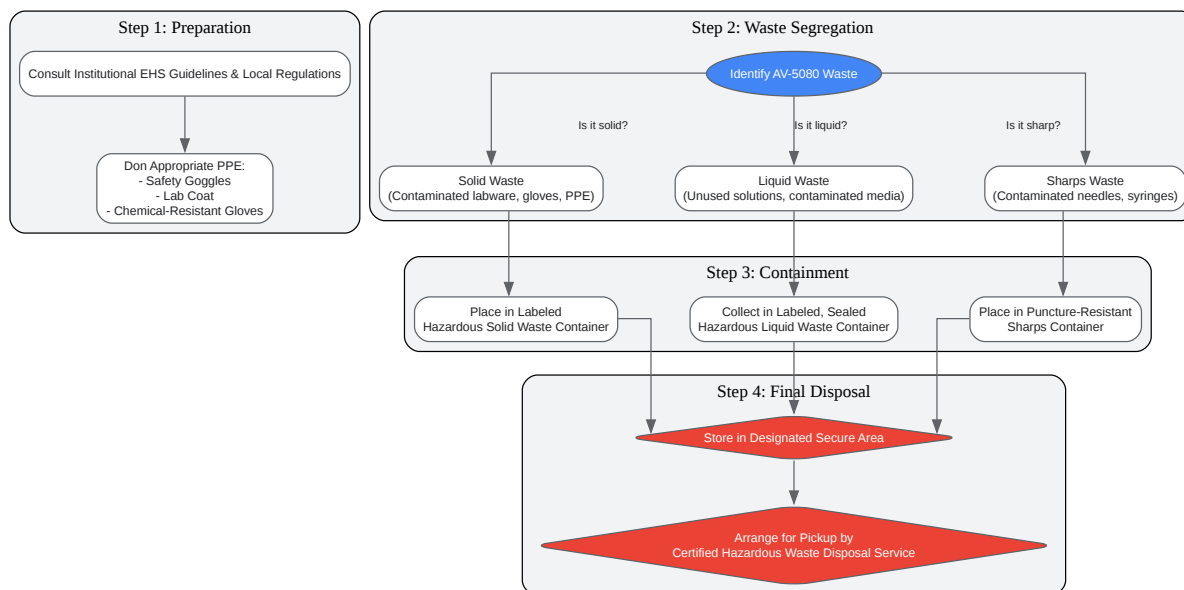 Step 1: Preparation
Consult Institutional EHS Guidelines & Local Regulations
Don Appropriate PPE:
- Safety Goggles
- Lab Coat
- Chemical-Resistant Gloves
Step 2: Waste Segregation
Identify AV-5080 Waste
Is it solid?
Is it liquid?
Is it sharp?
Solid Waste
(Contaminated labware, gloves, PPE)
Liquid Waste
(Unused solutions, contaminated media)
Sharps Waste
(Contaminated needles, syringes)
Step 3: Containment
Place in Labeled
Hazardous Solid Waste Container
Collect in Labeled, Sealed
Hazardous Liquid Waste Container
Place in Puncture-Resistant
Sharps Container
Step 4: Final Disposal
Store in Designated Secure Area
Arrange for Pickup by
Certified Hazardous Waste Disposal Service